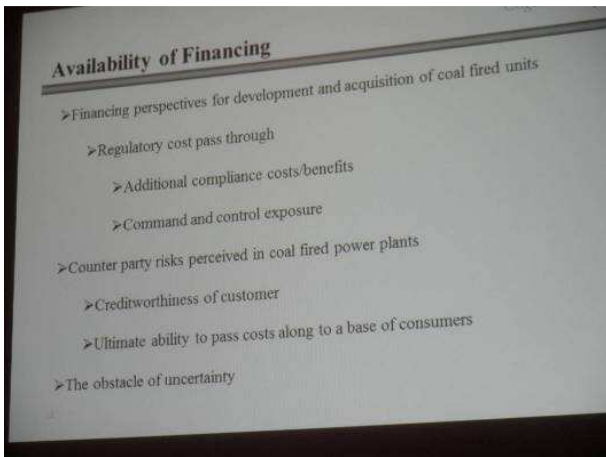 Availability of Financing
➢Financing perspectives for development and acquisition of coal fired units
➢Regulatory cost pass through
➢Additional compliance costs/benefits
➢Command and control exposure
➢Counter party risks perceived in coal fired power plants
➢Creditworthiness of customer
➢Ultimate ability to pass costs along to a base of consumers
➢The obstacle of uncertainty